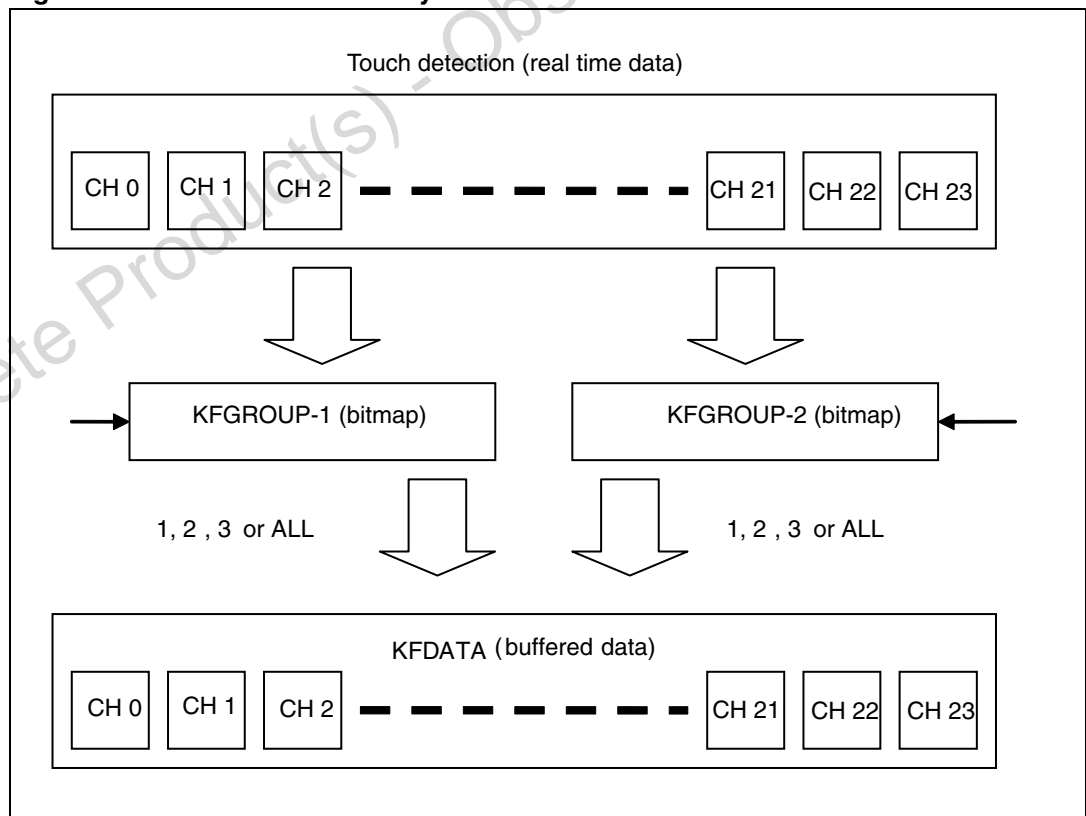 Touch detection (real time data)
CH 0 CH 1 CH 2 CH 21 CH 22 CH 23
KFGROUP-1 (bitmap) KFGROUP-2 (bitmap)
1, 2 , 3 or ALL 1, 2 , 3 or ALL
KFDATA (buffered data)
CH 0 CH 1 CH 2 CH 21 CH 22 CH 23
Product(s) -